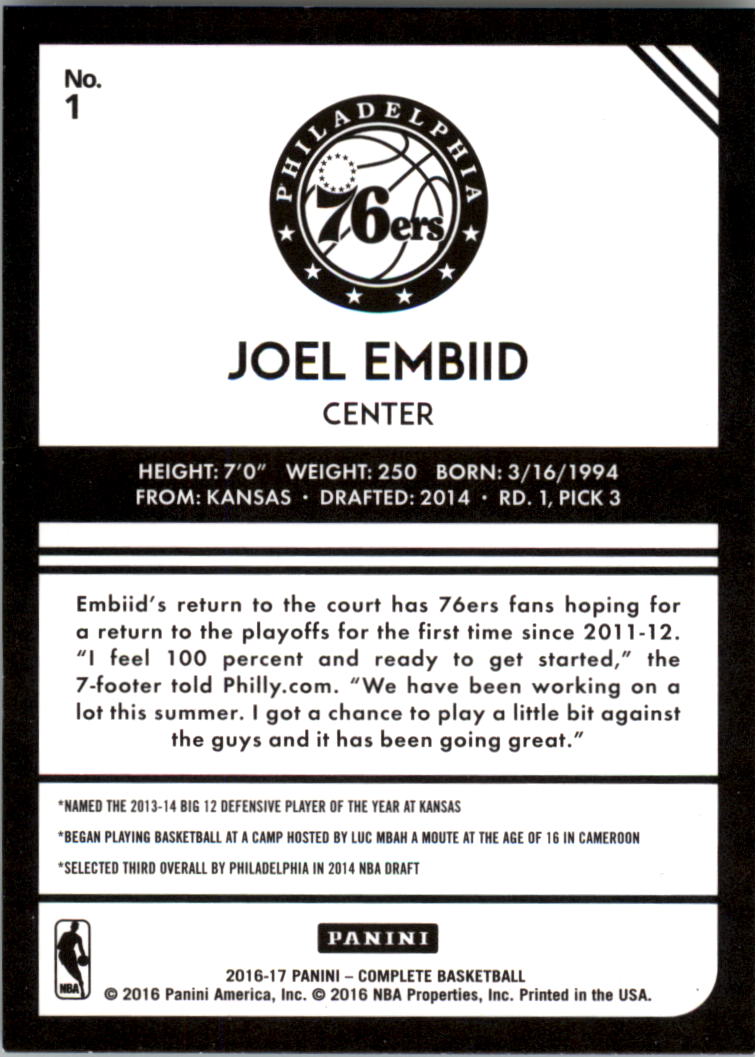 No.
1
PHILADELPHIA
76ers
JOEL EMBIID
CENTER
HEIGHT: 7'0" WEIGHT: 250 BORN: 3/16/1994
FROM: KANSAS • DRAFTED: 2014 • RD. 1, PICK 3
Embiid's return to the court has 76ers fans hoping for
a return to the playoffs for the first time since 2011-12.
"I feel 100 percent and ready to get started," the
7-footer told Philly.com. "We have been working on a
lot this summer. I got a chance to play a little bit against
the guys and it has been going great."
*NAMED THE 2013-14 BIG 12 DEFENSIVE PLAYER OF THE YEAR AT KANSAS
*BEGAN PLAYING BASKETBALL AT A CAMP HOSTED BY LUC MBAH A MOUTE AT THE AGE OF 16 IN CAMEROON
*SELECTED THIRD OVERALL BY PHILADELPHIA IN 2014 NBA DRAFT
NBA
PANINI
2016-17 PANINI – COMPLETE BASKETBALL
© 2016 Panini America, Inc. © 2016 NBA Properties, Inc. Printed in the USA.